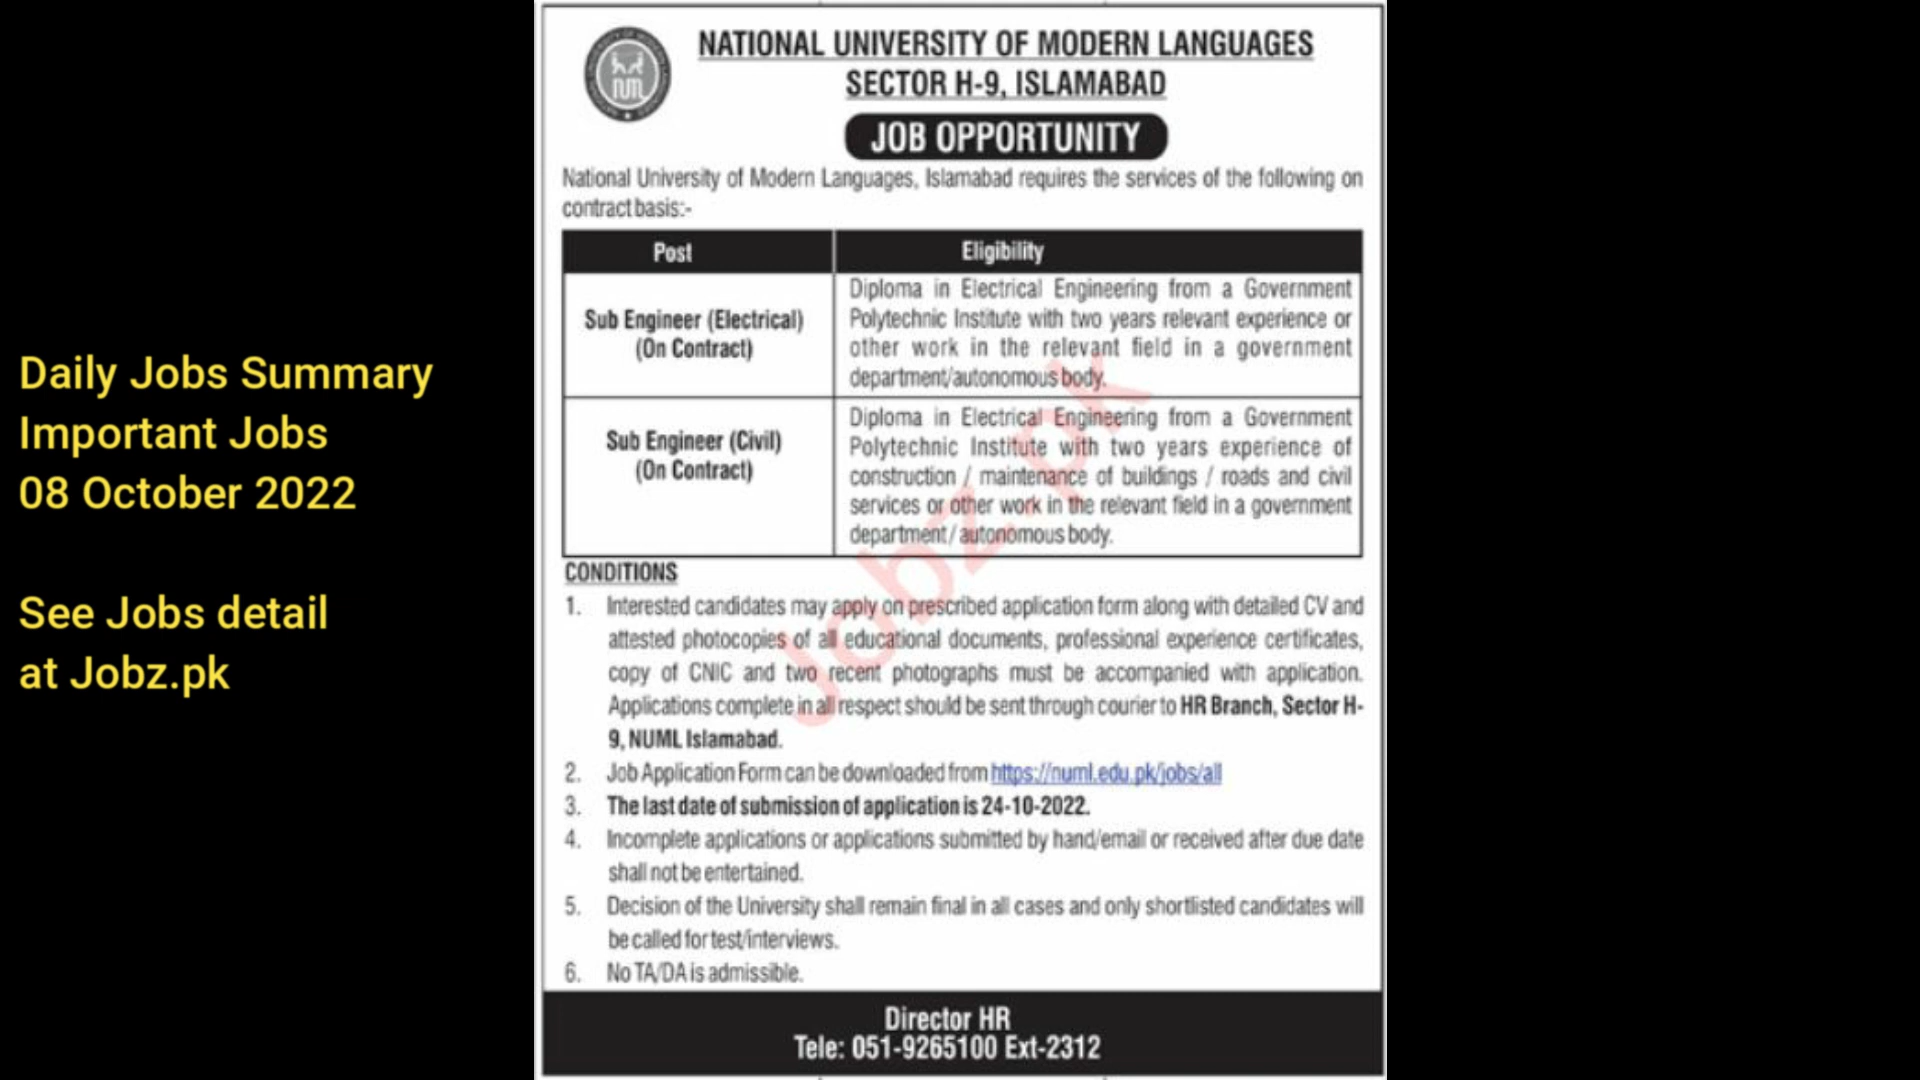 Daily Jobs Summary
Important Jobs
08 October 2022
See Jobs detail
at Jobz.pk
NATIONAL UNIVERSITY OF MODERN LANGUAGES
SECTOR H-9, ISLAMABAD
JOB OPPORTUNITY
National University of Modern Languages, Islamabad requires the services of the following on
contract basis:-
Post
Eligibility
Sub Engineer (Electrical)
(On Contract)
Diploma in Electrical Engineering from a Government
Polytechnic Institute with two years relevant experience or
other work in the relevant field in a government
department/autonomous body.
Sub Engineer (Civil)
(On Contract)
Diploma in Electrical Engineering from a Government
Polytechnic Institute with two years experience of
construction / maintenance of buildings / roads and civil
services or other work in the relevant field in a government
department/ autonomous body.
CONDITIONS
1. Interested candidates may apply on prescribed application form along with detailed CV and
attested photocopies of all educational documents, professional experience certificates,
copy of CNIC and two recent photographs must be accompanied with application.
Applications complete in all respect should be sent through courier to HR Branch, Sector H-
9, NUML Islamabad.
2. Job Application Form can be downloaded from https://numl.edu.pk/jobs/all
3. The last date of submission of application is 24-10-2022.
4. Incomplete applications or applications submitted by hand/email or received after due date
shall not be entertained.
5. Decision of the University shall remain final in all cases and only shortlisted candidates will
be called for test/interviews.
6. No TA/DA is admissible.
Director HR
Tele: 051-9265100 Ext-2312
Jobz.pk